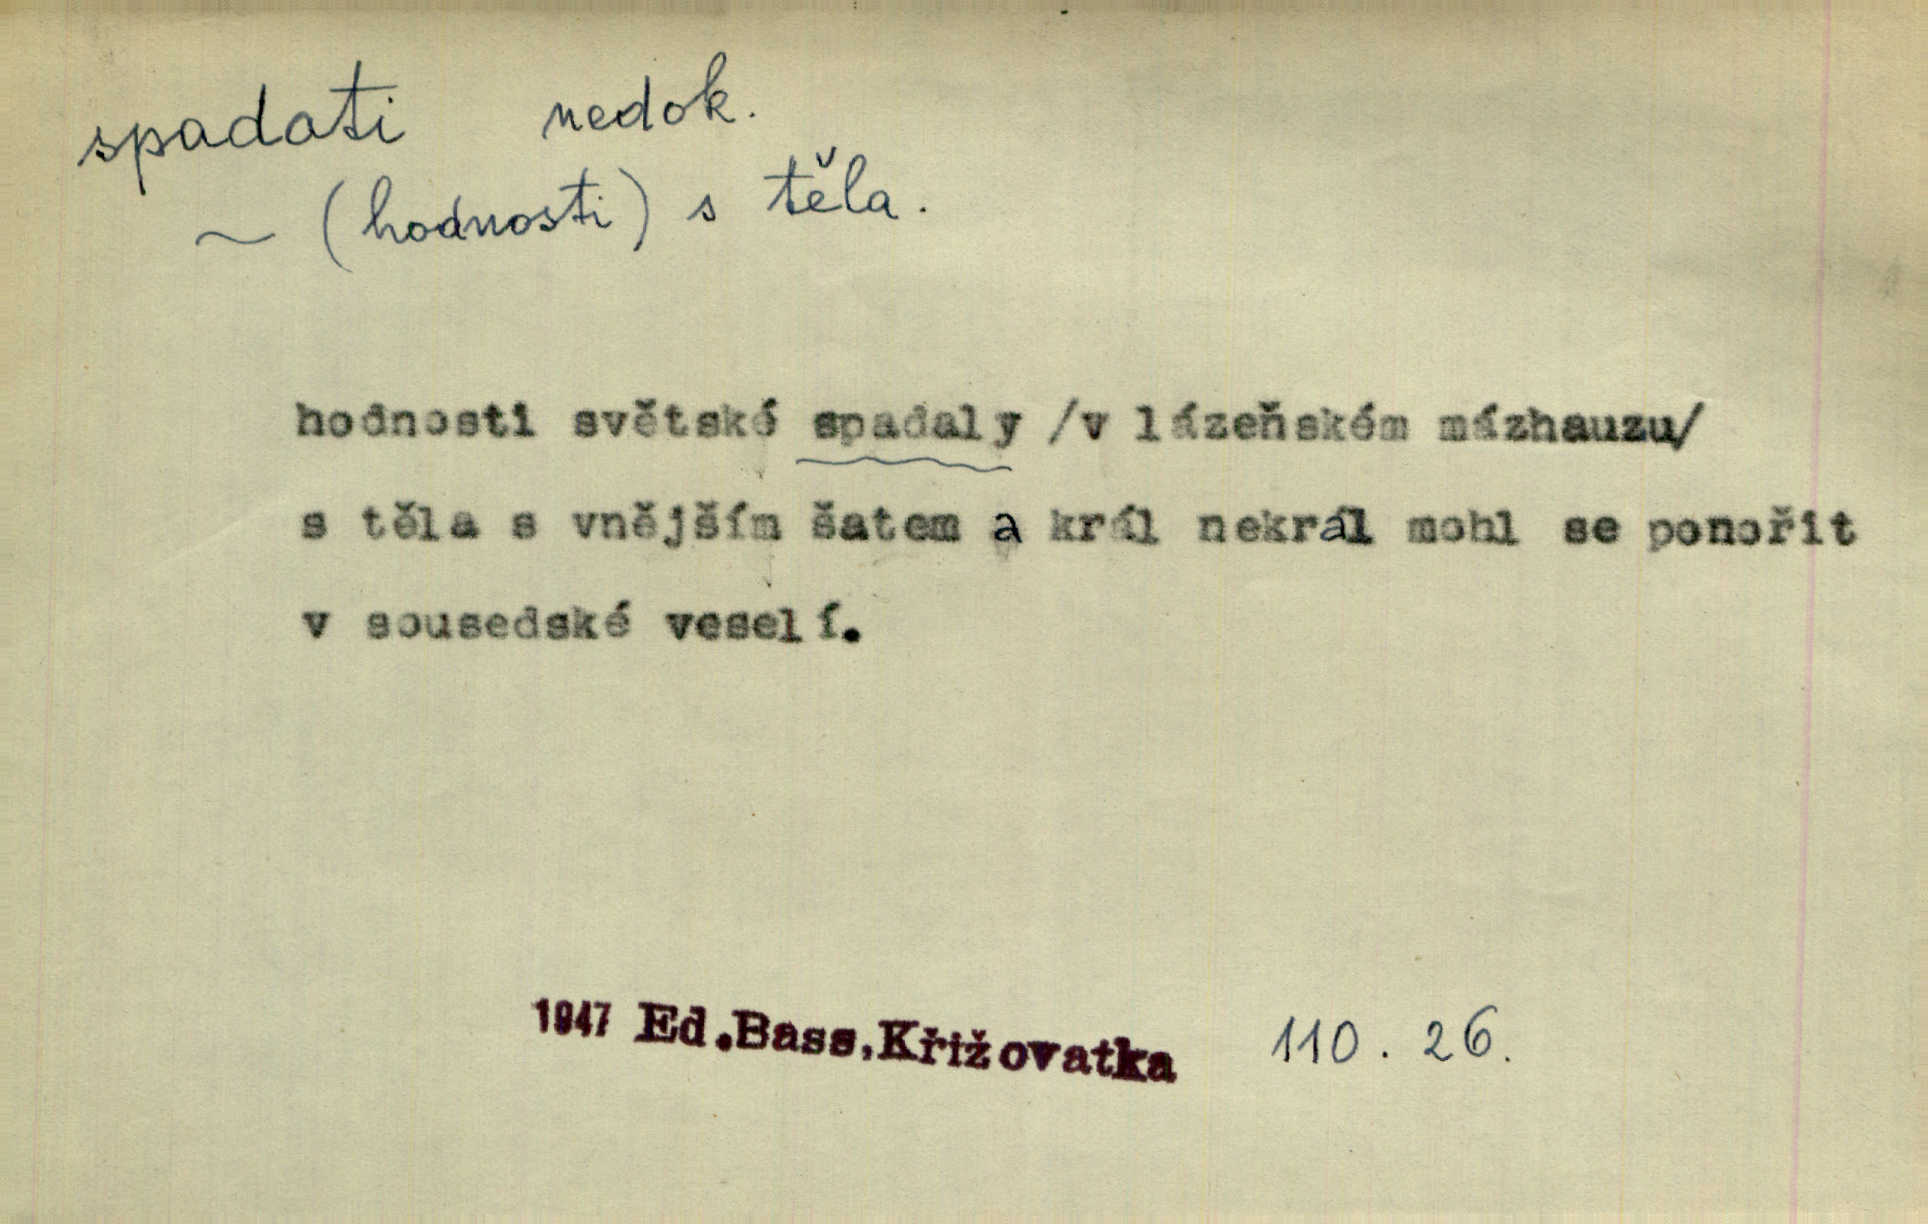 spadati nedok.
~ (hodnosti) s těla.
hodnosti světské spadaly /v lázeňském mázhauzu/
s těla s vnějším šatem a král nekrál mohl se ponořit
v sousedské veselí.
1947 Ed.Bass,Křižovatka 110. 26.